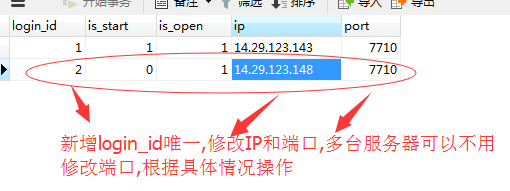 开始事务 备注 筛选 排序 导入 导出
login_id is_start is_open ip port
1 1 1 14.29.123.143 7710
2 0 1 14.29.123.148 7710
新增login_id唯一,修改IP和端口,多台服务器可以不用
修改端口,根据具体情况操作